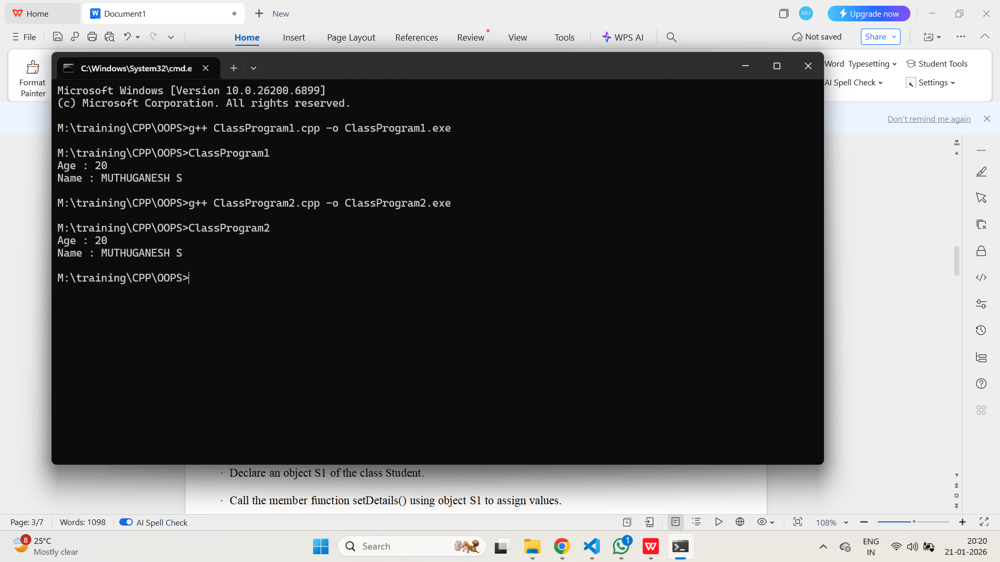 Home
Document1
New
MU
Upgrade now
File
Home
Insert
Page Layout
References
Review
View
Tools
WPS AI
Not saved
Share
Format
Painter
Word Typesetting
Student Tools
AI Spell Check
Settings
Don't remind me again
C:\Windows\System32\cmd.e
Microsoft Windows [Version 10.0.26200.6899]
(c) Microsoft Corporation. All rights reserved.
M:\training\CPP\OOPS>g++ ClassProgram1.cpp -o ClassProgram1.exe
M:\training\CPP\OOPS>ClassProgram1
Age : 20
Name : MUTHUGANESH S
M:\training\CPP\OOPS>g++ ClassProgram2.cpp -o ClassProgram2.exe
M:\training\CPP\OOPS>ClassProgram2
Age : 20
Name : MUTHUGANESH S
M:\training\CPP\OOPS>
· Declare an object S1 of the class Student.
· Call the member function setDetails() using object S1 to assign values.
Page: 3/7
Words: 1098
AI Spell Check
108%
8
25°C
Mostly clear
Search
1
ENG
IN
20:20
21-01-2026